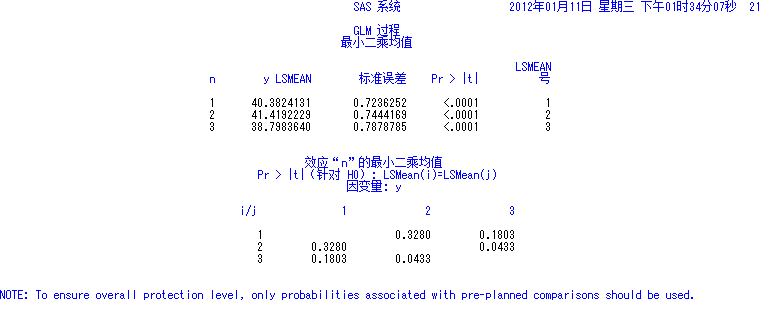 SAS 系统 2012年01月11日 星期三 下午01时34分07秒 21
GLM 过程
最小二乘均值
LSMEAN
n y LSMEAN 标准误差 Pr > |t| 号
1 40.3824131 0.7236252 <.0001 1
2 41.4192229 0.7444169 <.0001 2
3 38.7983640 0.7878785 <.0001 3
效应“n”的最小二乘均值
Pr > |t| (针对 H0) : LSMean(i)=LSMean(j)
因变量: y
i/j 1 2 3
1 0.3280 0.1803
2 0.3280 0.0433
3 0.1803 0.0433
NOTE: To ensure overall protection level, only probabilities associated with pre-planned comparisons should be used.